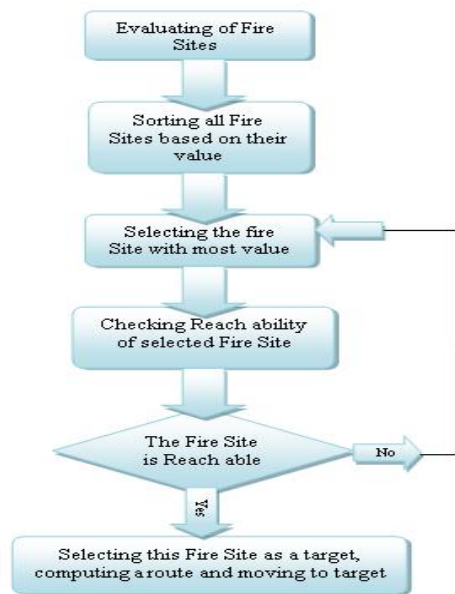 Evaluating of Fire
Sites
Sorting all Fire
Sites based on their
value
Selecting the fire
Site with most value
Checking Reach ability
of selected Fire Site
The Fire Site
is Reach able
No
Yes
Selecting this Fire Site as a target,
computing a route and moving to target